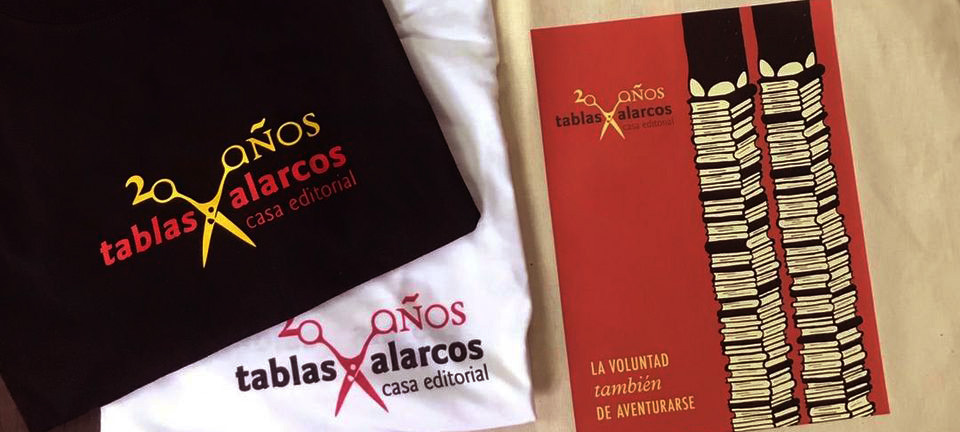 20 años
tablas alarcos
casa editorial
20 años
tablas alarcos
casa editorial
20 años
tablas alarcos
casa editorial
LA VOLUNTAD
también
DE AVENTURARSE